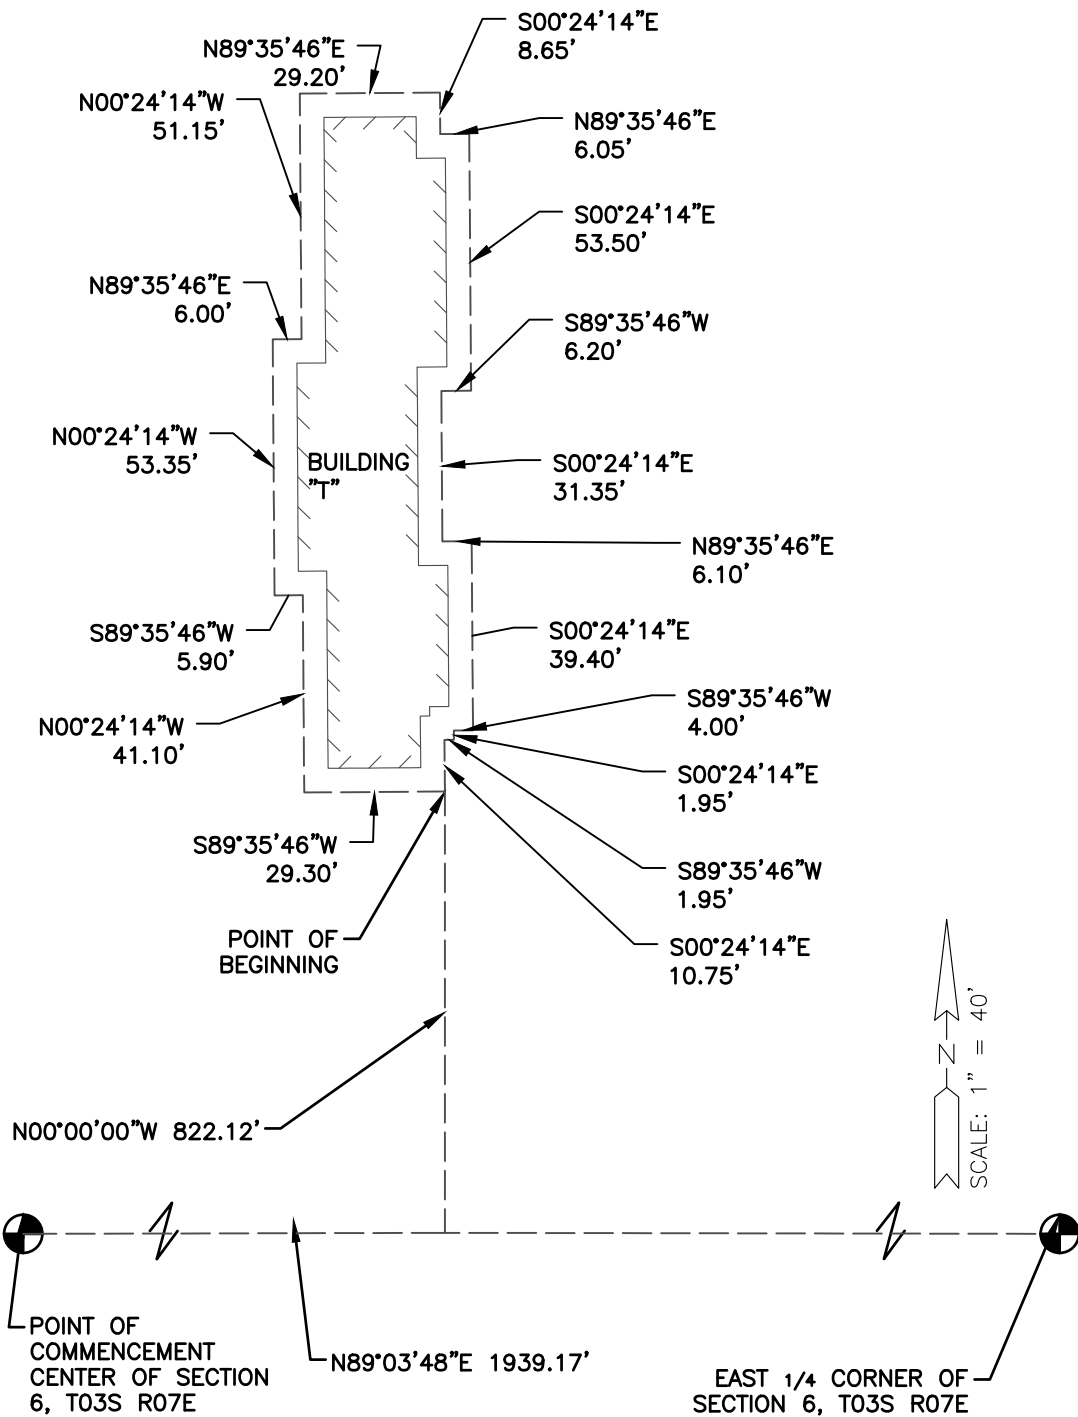 S00°24'14"E
8.65'
N89°35'46"E
29.20'
N00°24'14"W
51.15'
N89°35'46"E
6.05'
S00°24'14"E
53.50'
N89°35'46"E
6.00'
S89°35'46"W
6.20'
N00°24'14"W
53.35'
BUILDING
"T"
S00°24'14"E
31.35'
N89°35'46"E
6.10'
S89°35'46"W
5.90'
S00°24'14"E
39.40'
N00°24'14"W
41.10'
S89°35'46"W
4.00'
S00°24'14"E
1.95'
S89°35'46"W
29.30'
S89°35'46"W
1.95'
POINT OF
BEGINNING
S00°24'14"E
10.75'
N
SCALE: 1" = 40'
N00°00'00"W 822.12'
POINT OF
COMMENCEMENT
CENTER OF SECTION
6, T03S R07E
N89°03'48"E 1939.17'
EAST 1/4 CORNER OF
SECTION 6, T03S R07E